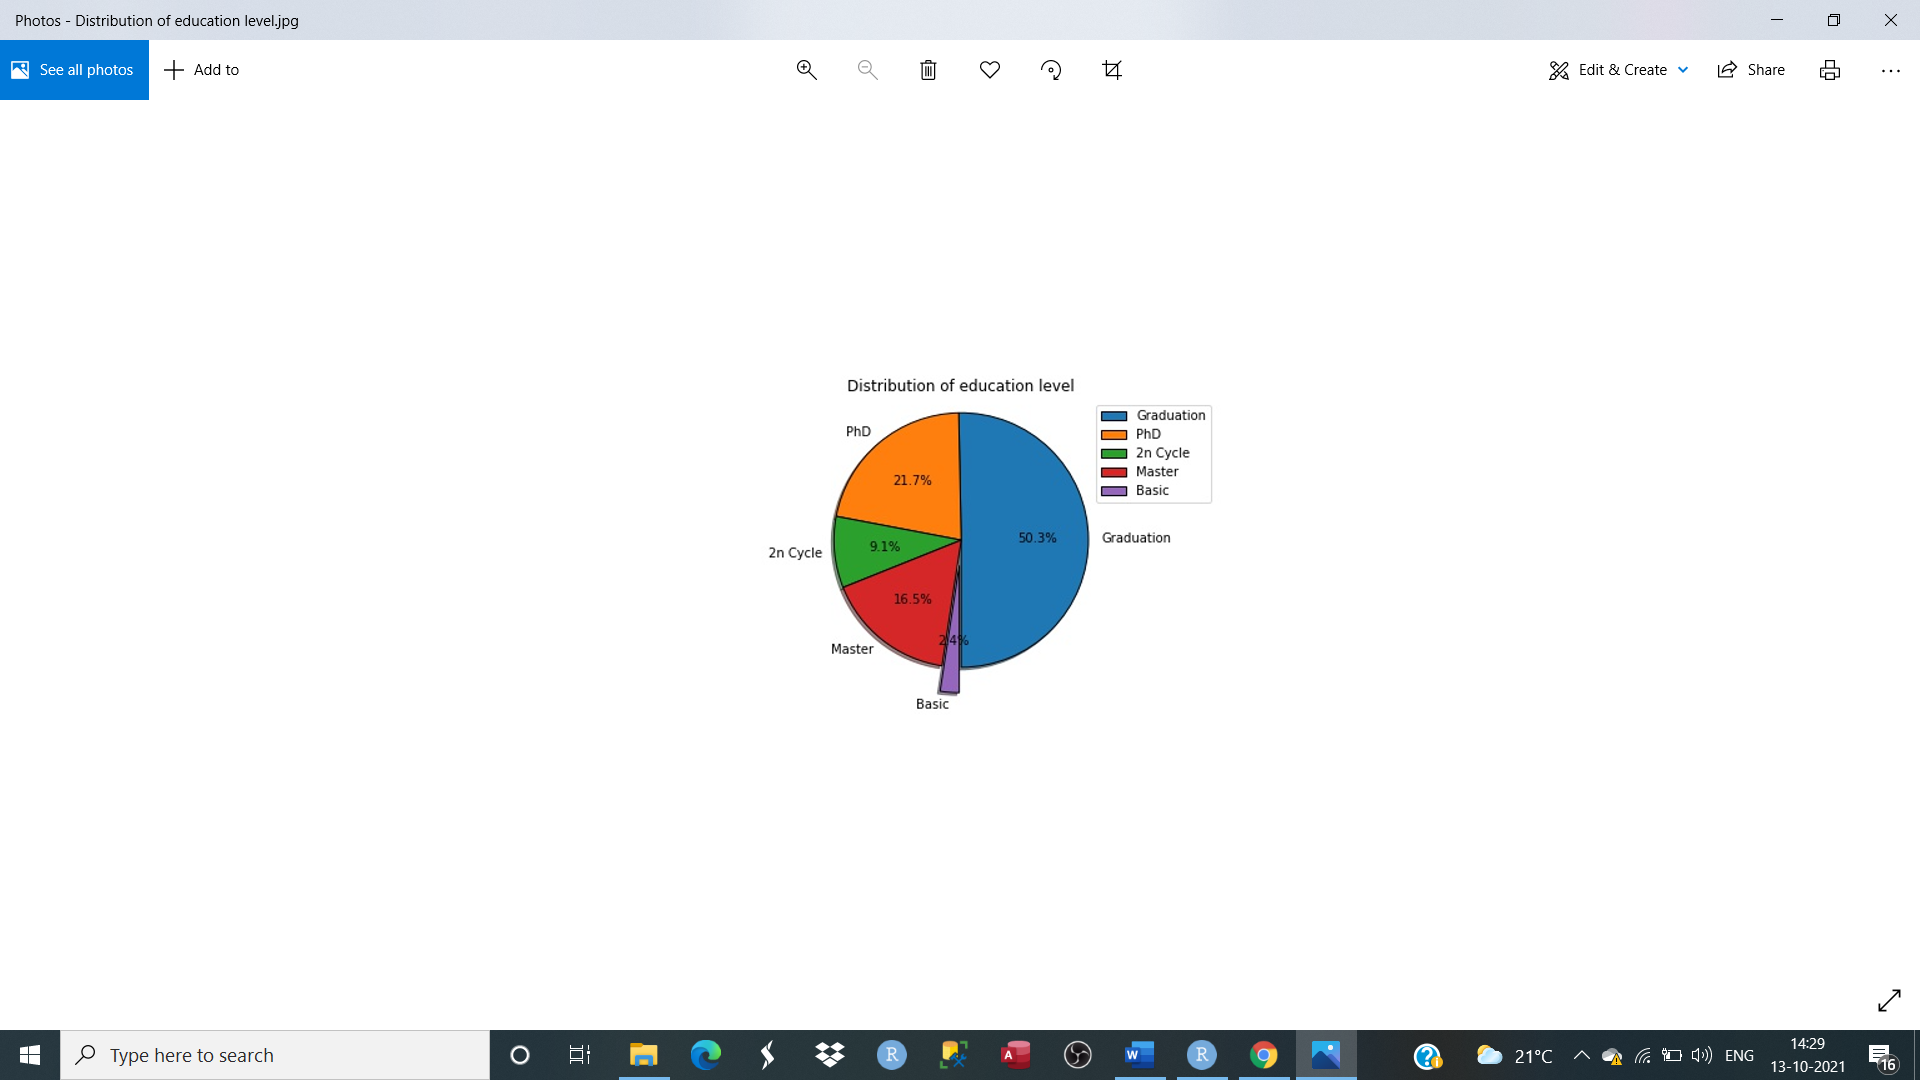 Photos - Distribution of education level.jpg
See all photos
Add to
Edit & Create
Share
Distribution of education level
Graduation
PhD
2n Cycle
Master
Basic
PhD
21.7%
50.3%
Graduation
2n Cycle
9.1%
16.5%
2.4%
Master
Basic
Type here to search
R
A
W
R
21°C
ENG
14:29
13-10-2021
16